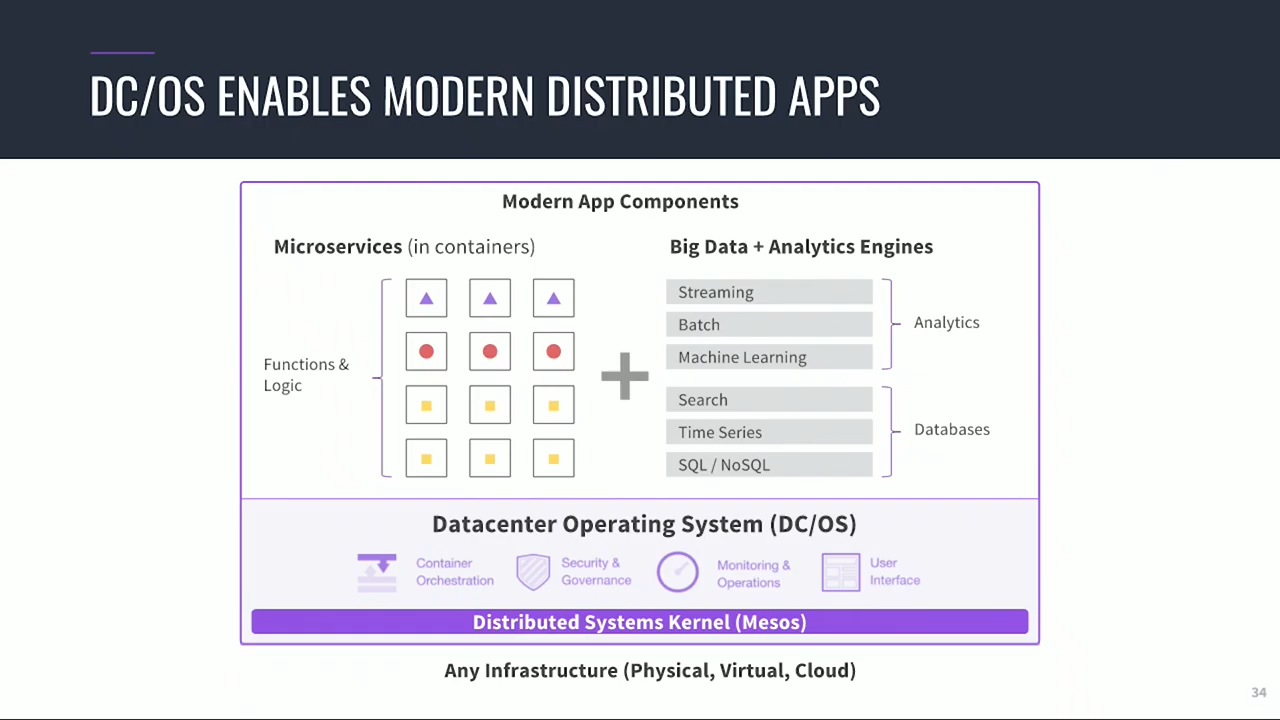 DC/OS ENABLES MODERN DISTRIBUTED APPS
Modern App Components
Microservices (in containers)
Functions &
Logic
Big Data + Analytics Engines
Streaming
Batch
Machine Learning
Analytics
Search
Time Series
SQL / NoSQL
Databases
Datacenter Operating System (DC/OS)
Container
Orchestration
Security &
Governance
Monitoring &
Operations
User
Interface
Distributed Systems Kernel (Mesos)
Any Infrastructure (Physical, Virtual, Cloud)
34